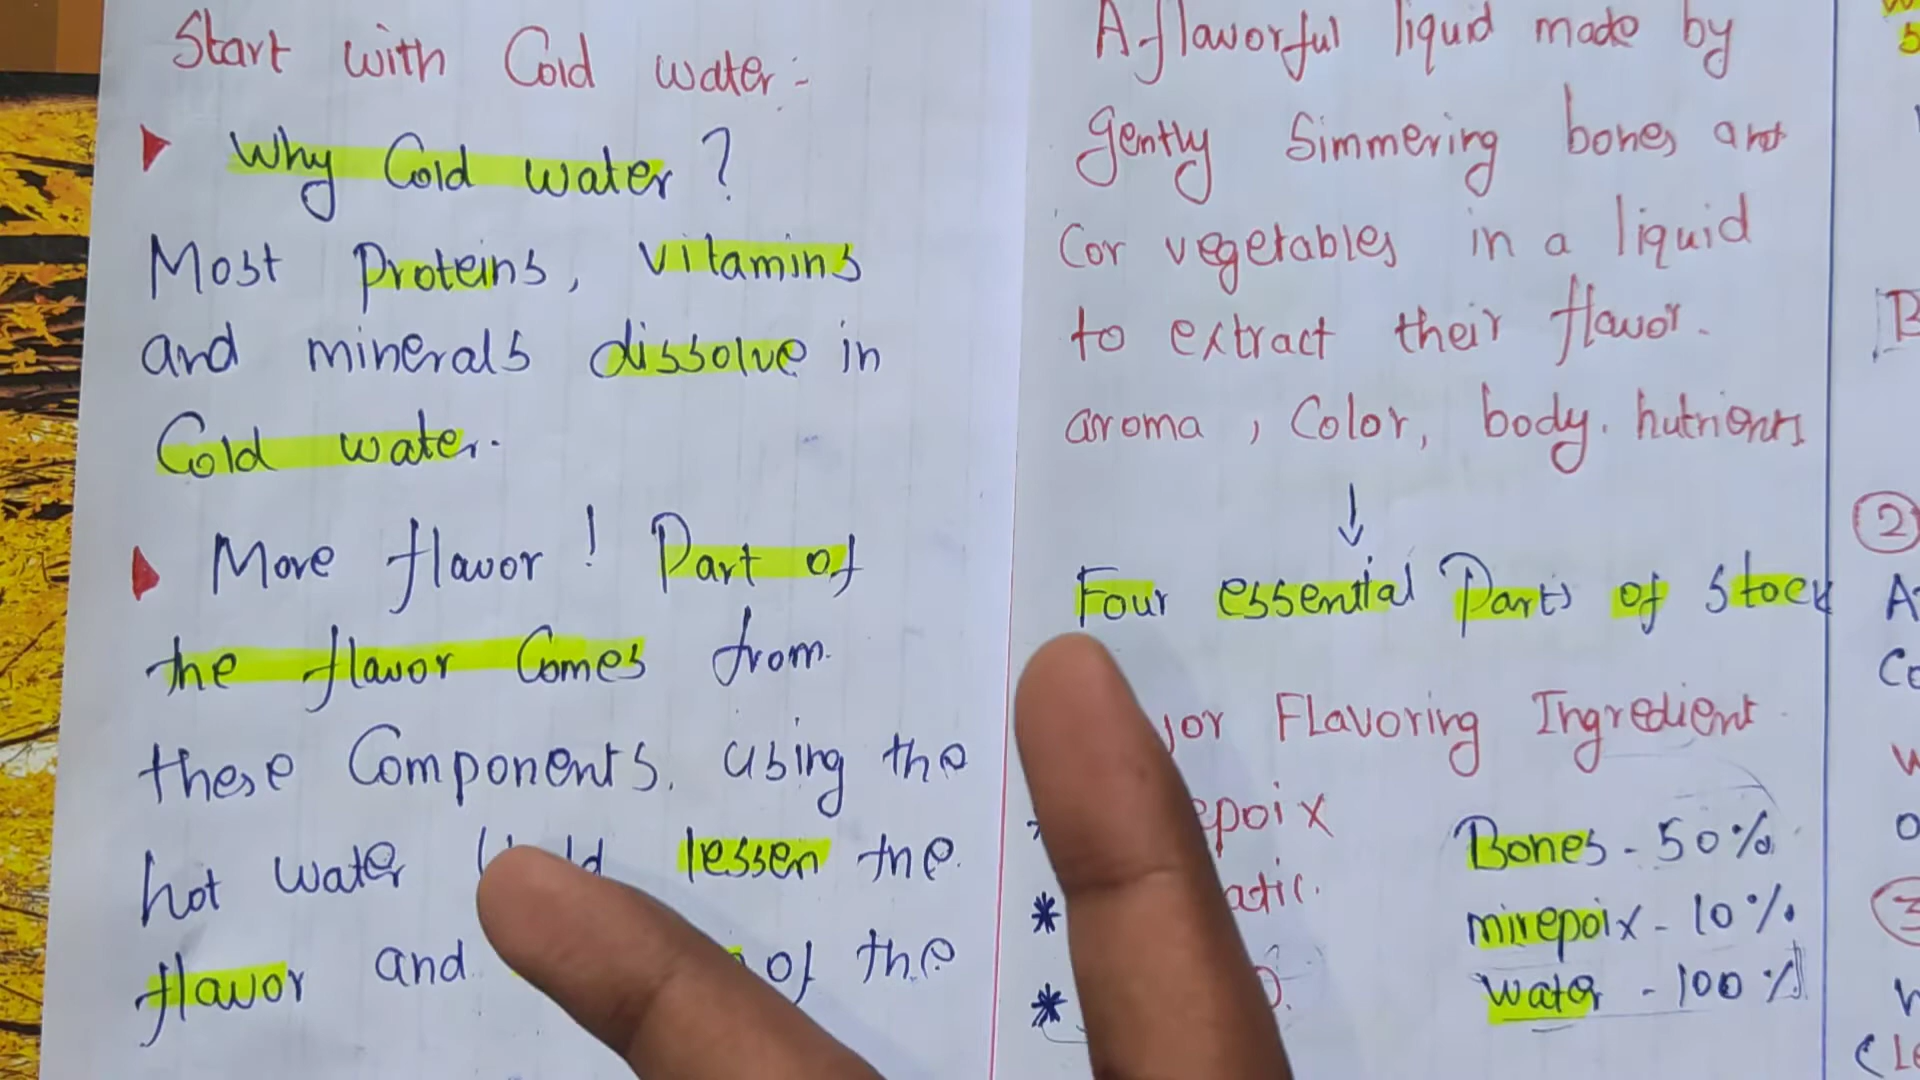 Start with Cold water:-
Why Cold water?
Most Proteins, vitamins
and minerals dissolve in
Cold water.
More flavor! Part of
the flavor Comes from
these Components. using the
hot water lessen the
flavor and of the
A flavorful liquid made by
gently Simmering bones and
(or vegetables in a liquid
to extract their flavor.
aroma, Color, body. nutrients
↓
Four essential Parts of stock
Flavoring Ingredient
Bones - 50%
mirepoix - 10%
water - 100%
2
3